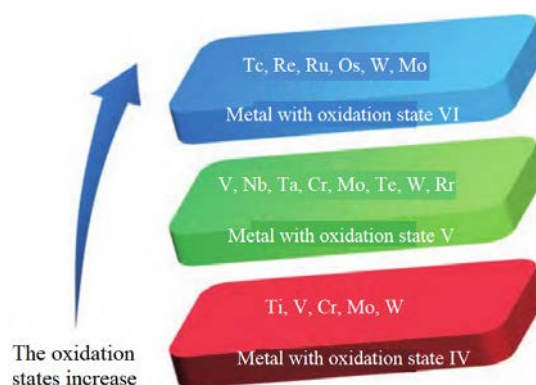 Tc, Re, Ru, Os, W, Mo
Metal with oxidation state VI
V, Nb, Ta, Cr, Mo, Te, W, Rr
Metal with oxidation state V
Ti, V, Cr, Mo, W
Metal with oxidation state IV
The oxidation
states increase